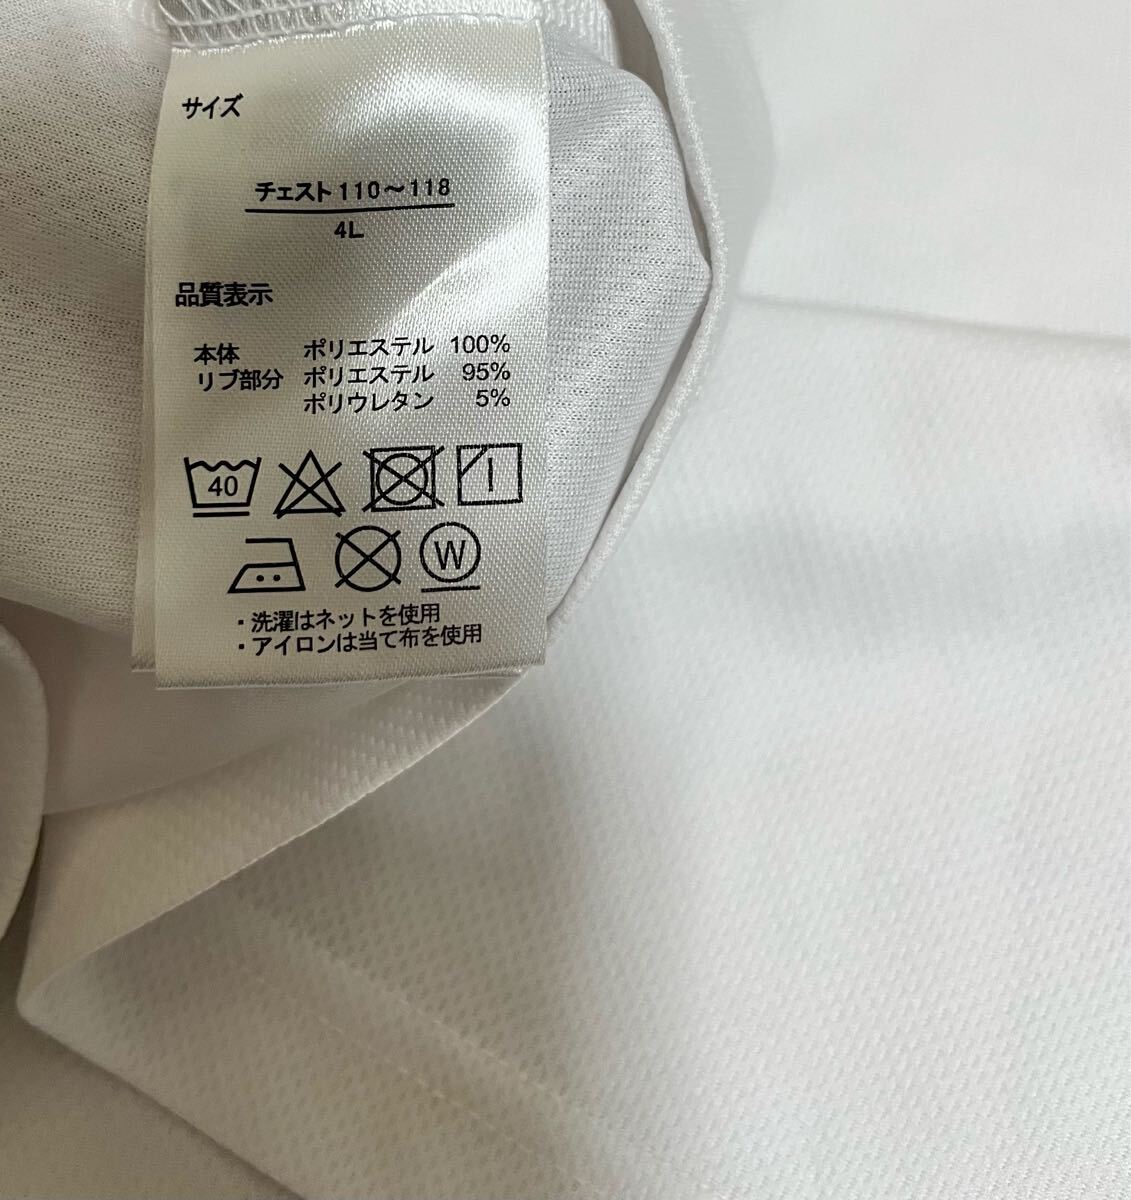 サイズ
チェスト110～118
4L
品質表示
本体 ポリエステル 100%
リブ部分 ポリエステル 95%
ポリウレタン 5%
40
W
・洗濯はネットを使用
・アイロンは当て布を使用